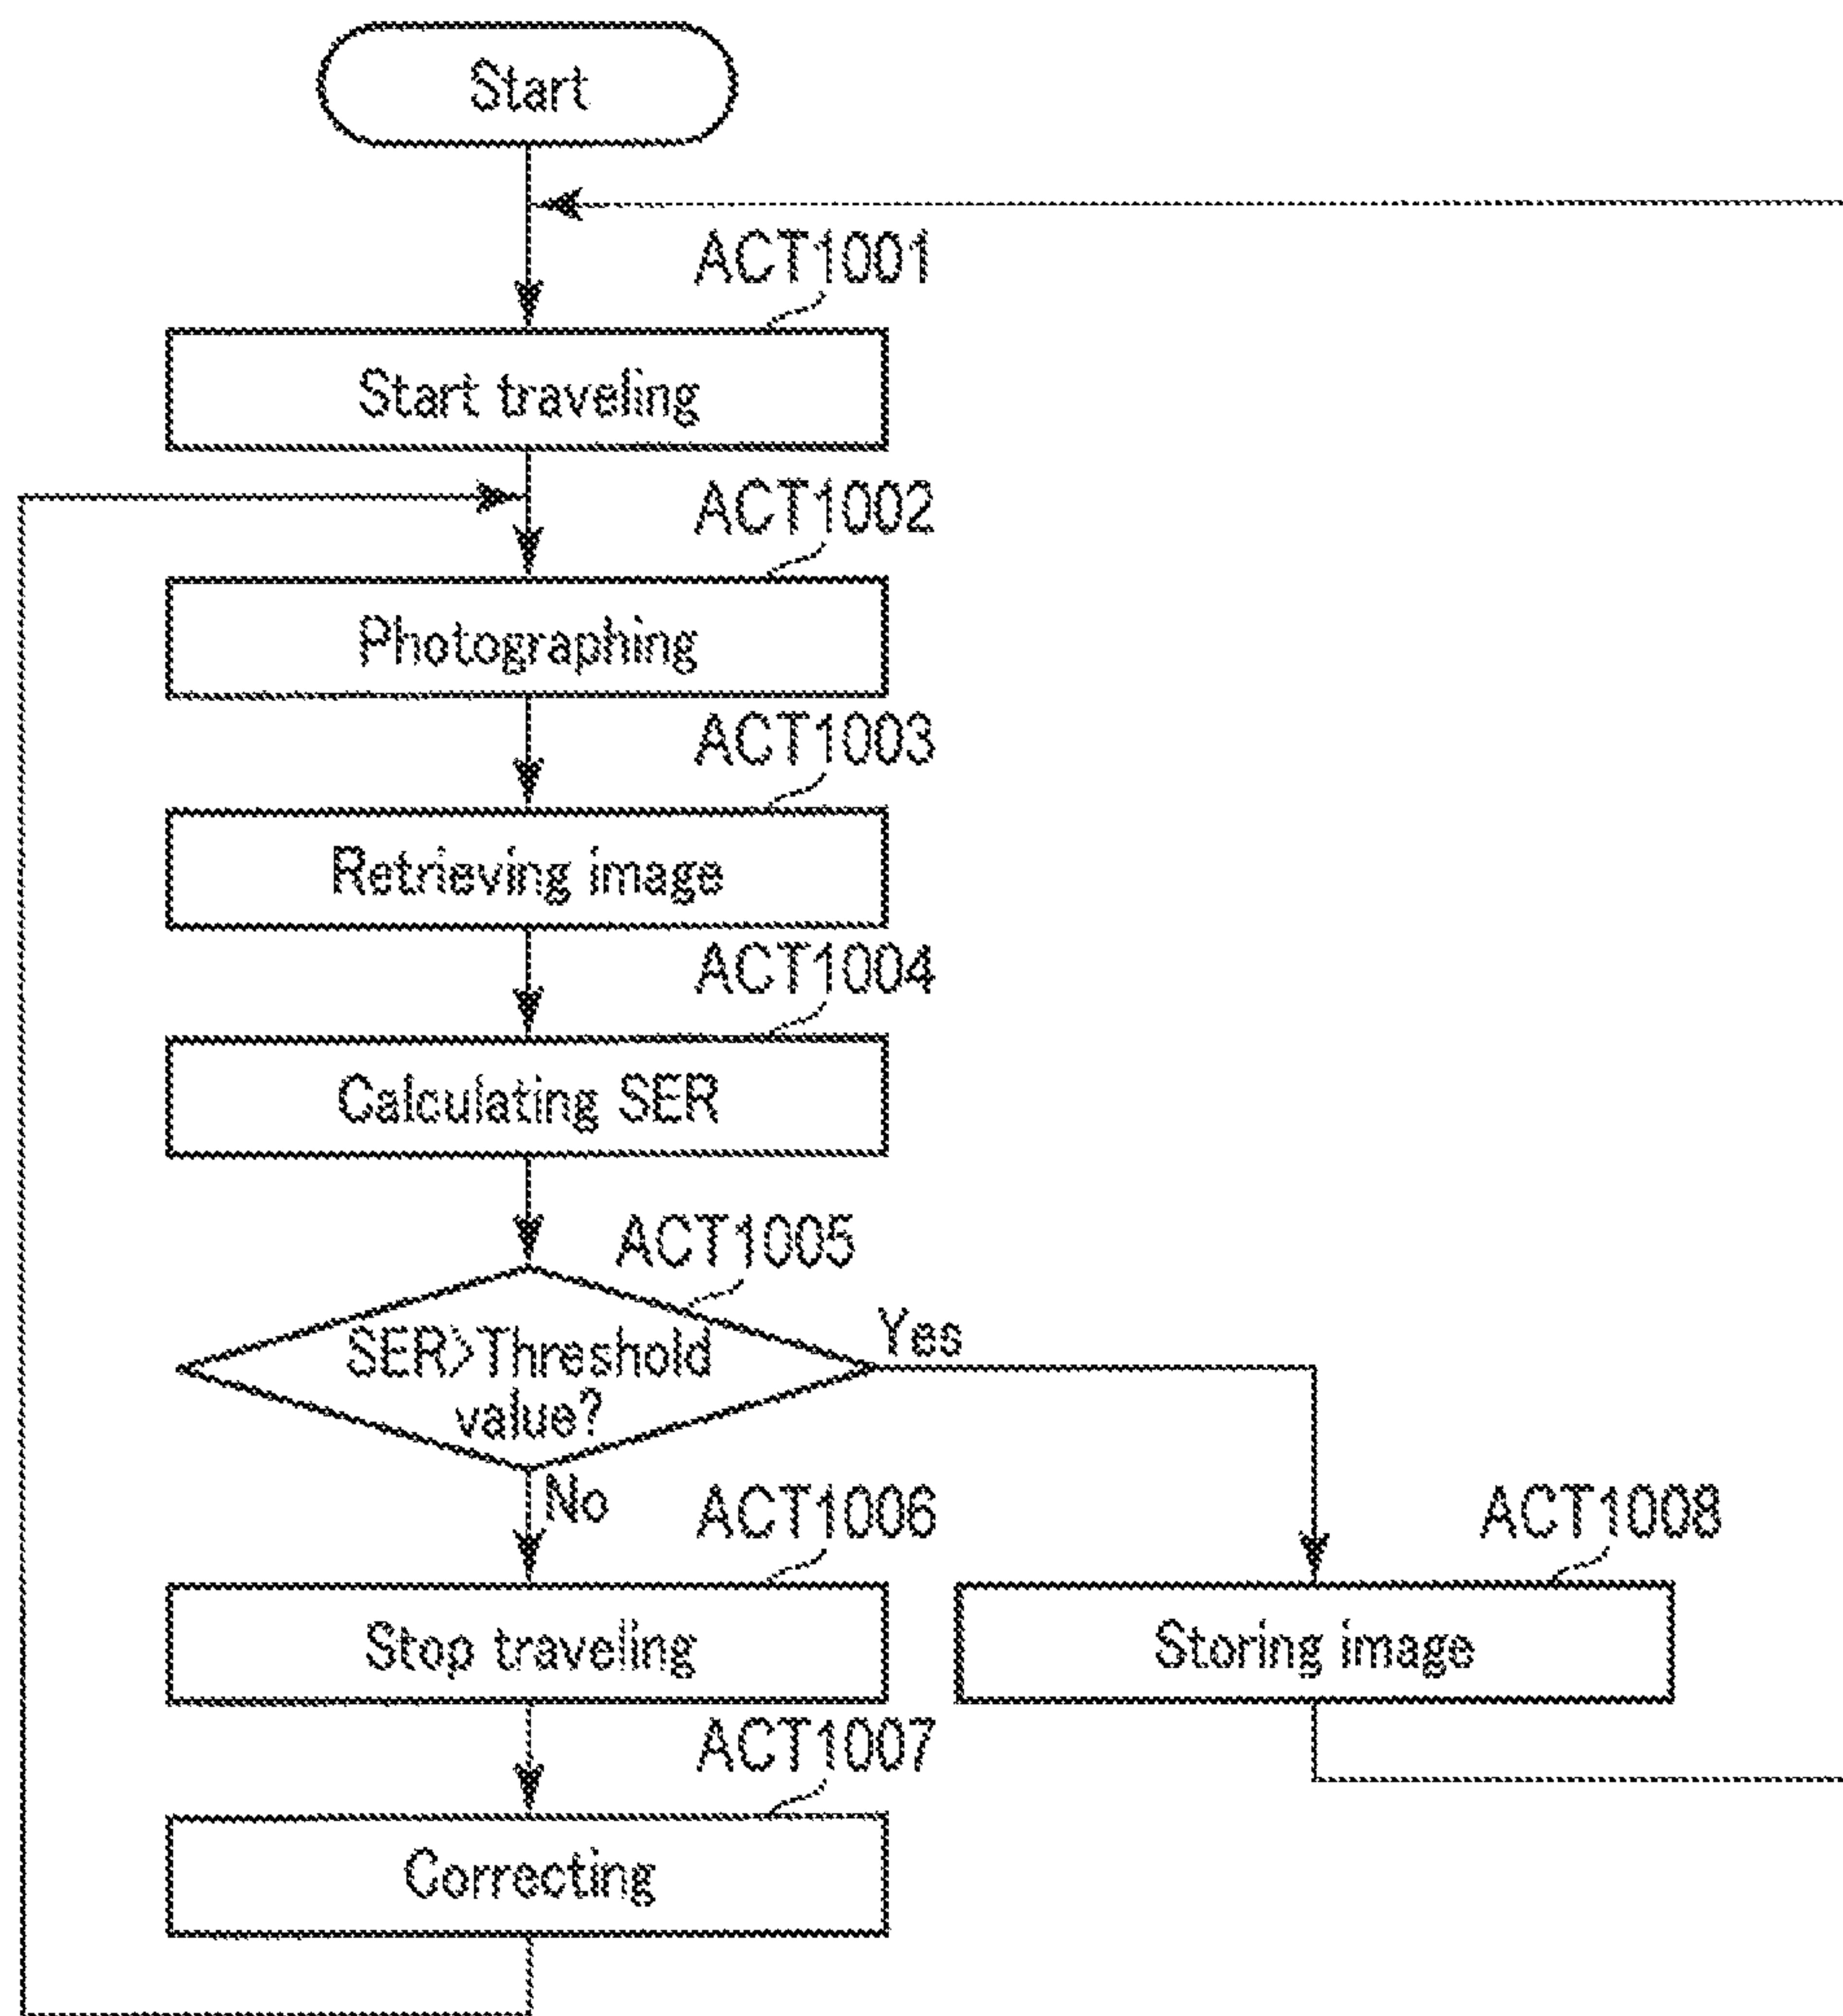 Start
ACT1001
Start traveling
ACT1002
Photographing
ACT1003
Retrieving image
ACT1004
Calculating SER
ACT1005
SER>Threshold
value?
Yes
No
ACT1006
Stop traveling
ACT1008
Storing image
ACT1007
Correcting